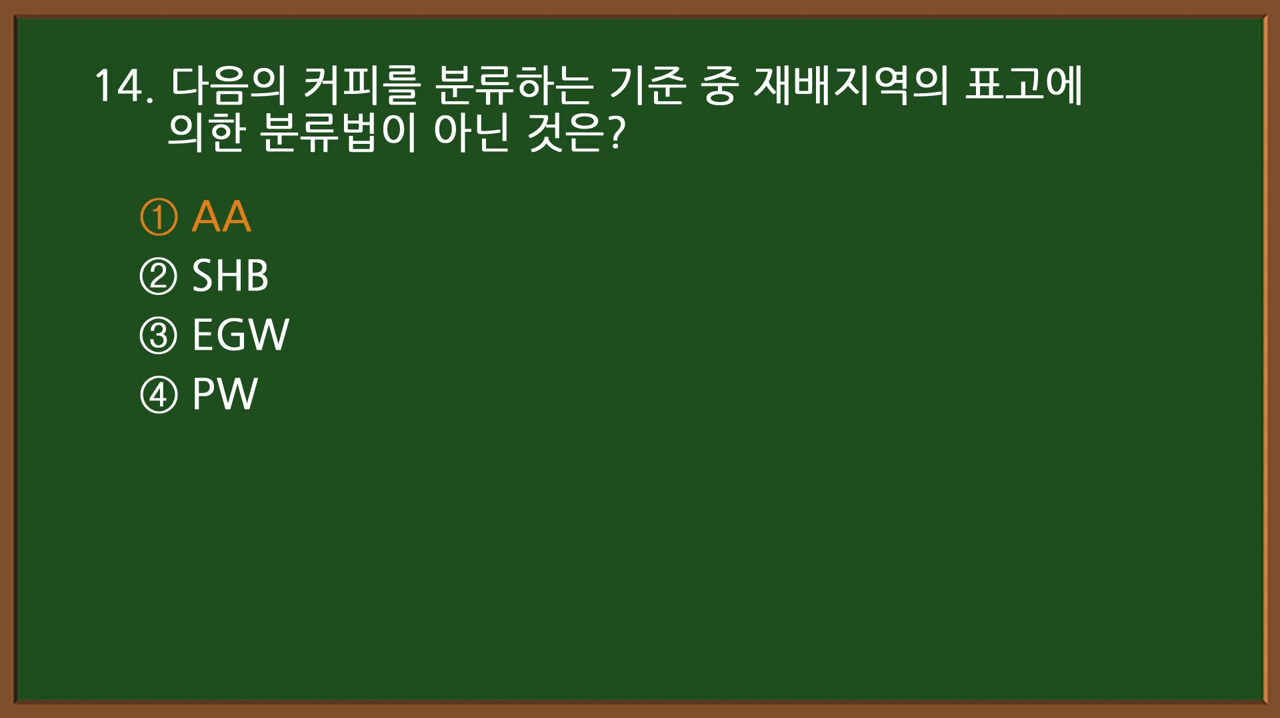 14. 다음의 커피를 분류하는 기준 중 재배지역의 표고에
의한 분류법이 아닌 것은?
① AA
② SHB
③ EGW
④ PW